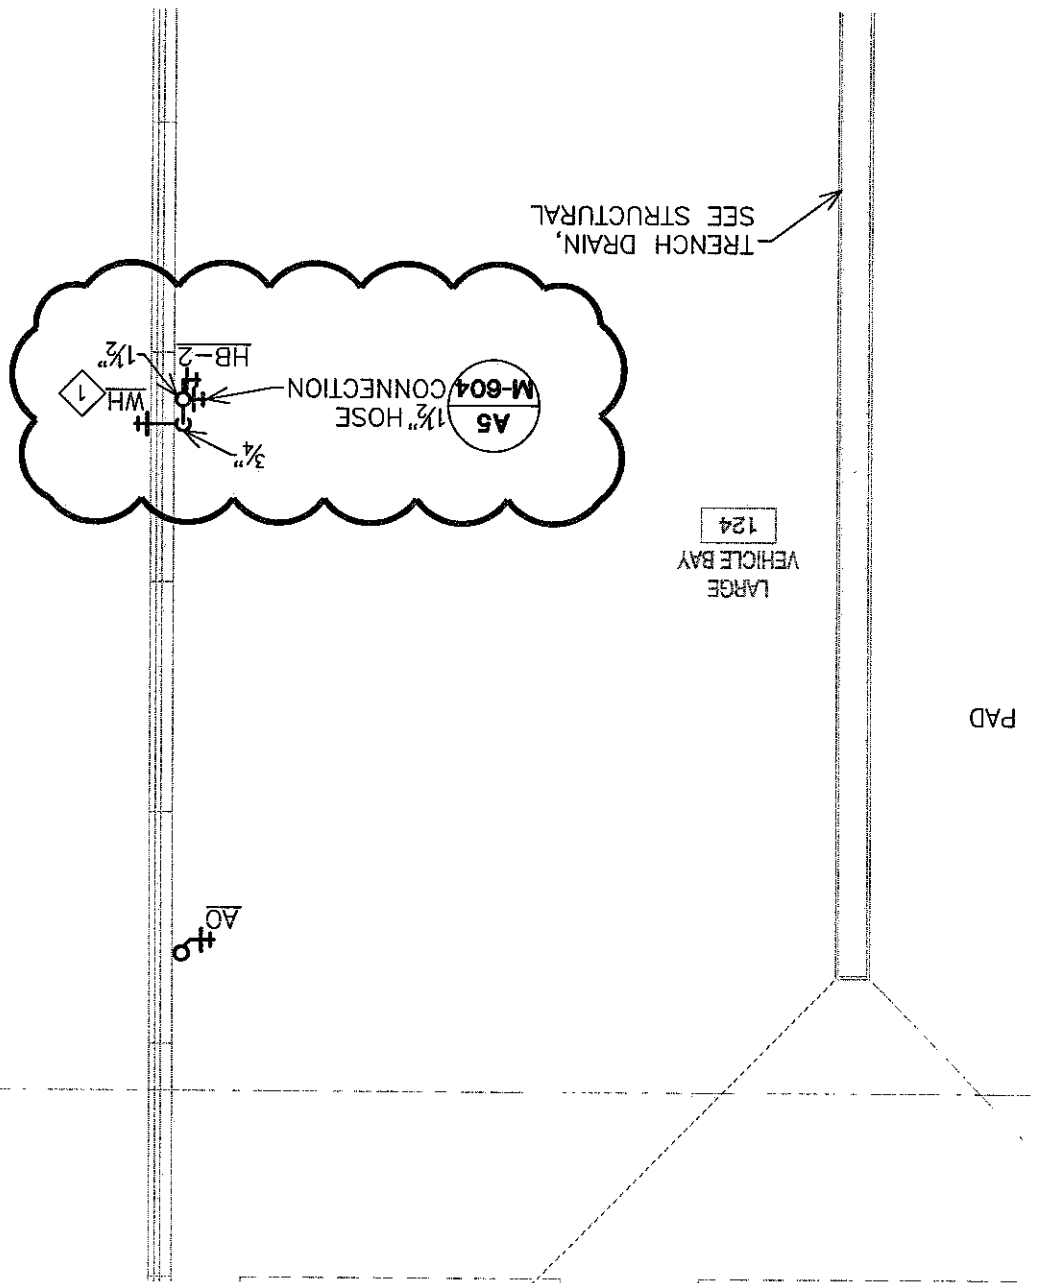 AO
PAD
LARGE
VEHICLE BAY
124
¾"
A5
M-604
1½" HOSE
CONNECTION
WH
1
HB-2
1½"
TRENCH DRAIN,
SEE STRUCTURAL